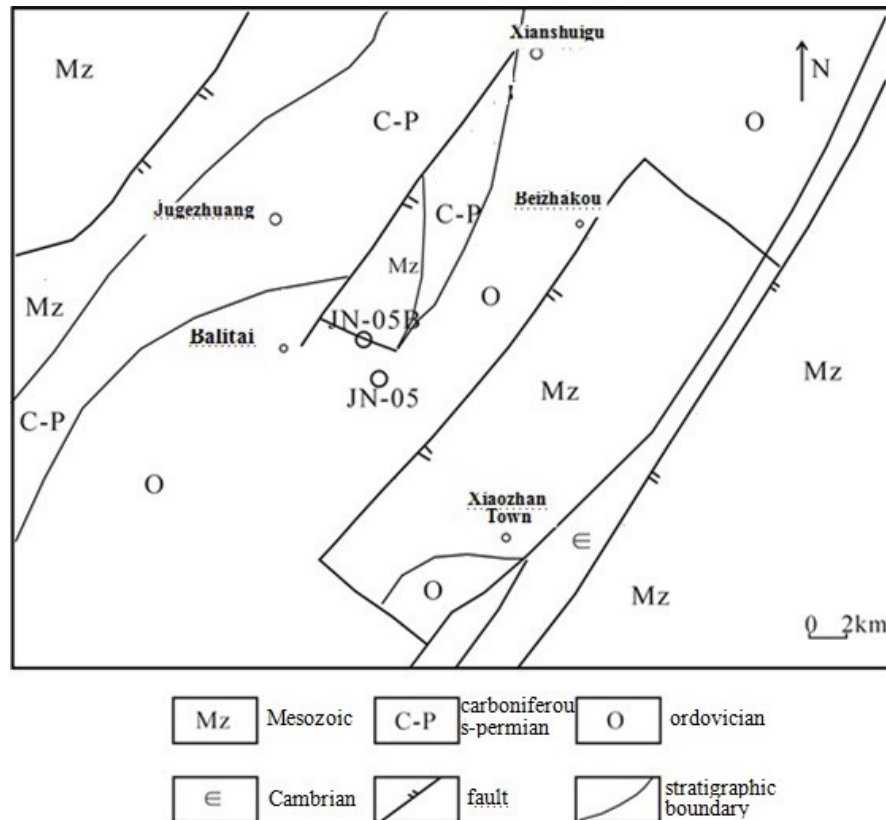 Xianshuigu
Mz
N
C-P
O
Jugezhuang
C-P
Beizhakou
Mz
Mz
O
JN-05B
Balitai
JN-05
Mz
Mz
C-P
O
Xiaozhan
Town
∈
O
Mz
0 2km
Mz Mesozoic
C-P carboniferou
s-permian
O ordovician
∈ Cambrian
fault
stratigraphic
boundary